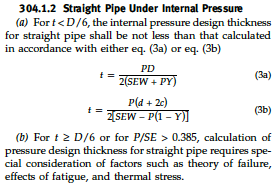 304.1.2 Straight Pipe Under Internal Pressure
(a) For t < D/6, the internal pressure design thickness
for straight pipe shall be not less than that calculated
in accordance with either eq. (3a) or eq. (3b)
t = PD / 2(SEW + PY) (3a)
t = P(d + 2c) / 2[SEW − P(1 − Y)] (3b)
(b) For t ≥ D/6 or for P/SE > 0.385, calculation of
pressure design thickness for straight pipe requires spe-
cial consideration of factors such as theory of failure,
effects of fatigue, and thermal stress.